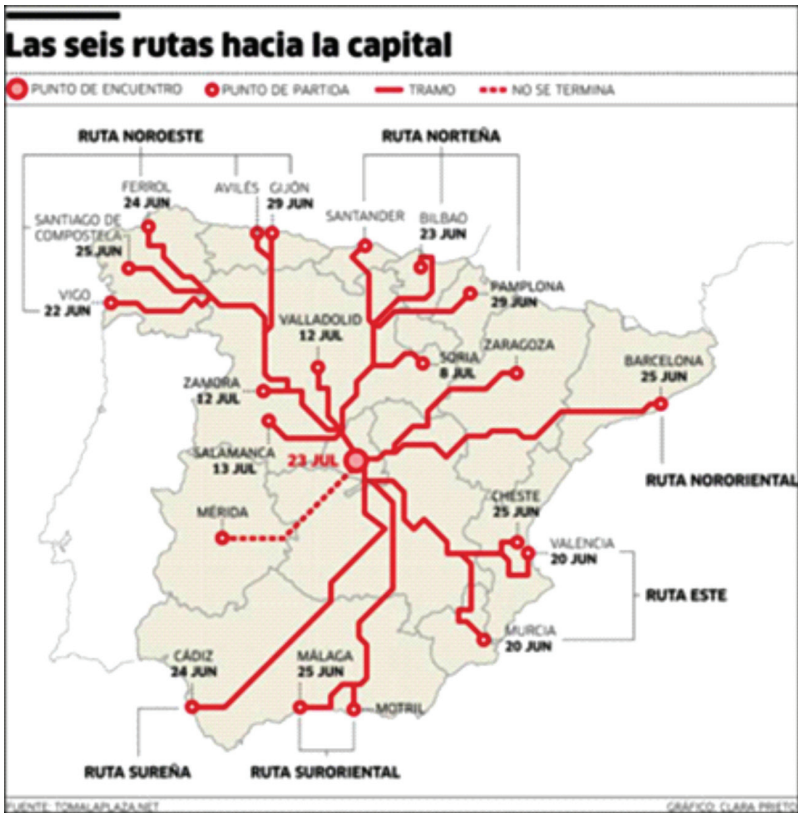 Las seis rutas hacia la capital
PUNTO DE ENCUENTRO
PUNTO DE PARTIDA
TRAMO
NO SE TERMINA
RUTA NOROESTE
RUTA NORTEÑA
FERROL
24 JUN
AVILÉS
GIJÓN
29 JUN
SANTANDER
BILBAO
23 JUN
SANTIAGO DE
COMPOSTELA
25 JUN
VIGO
22 JUN
PAMPLONA
29 JUN
VALLADOLID
12 JUL
SORIA
8 JUL
ZARAGOZA
BARCELONA
25 JUN
ZAMORA
12 JUL
SALAMANCA
13 JUL
23 JUL
RUTA NORORIENTAL
MÉRIDA
CHESTE
25 JUN
VALENCIA
20 JUN
RUTA ESTE
MURCIA
20 JUN
CÁDIZ
24 JUN
MÁLAGA
25 JUN
MOTRIL
RUTA SUREÑA
RUTA SURORIENTAL
FUENTE: TOMALAPLAZA.NET
GRÁFICO: CLARA PRIETO